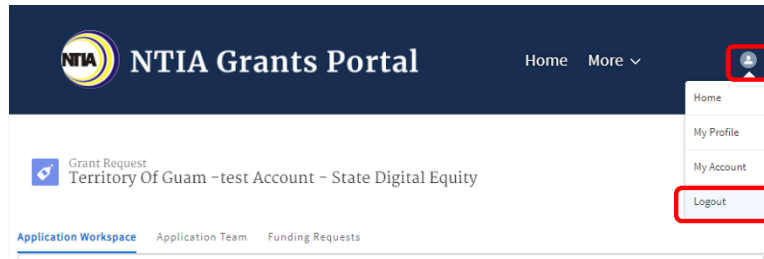 NTIA
NTIA Grants Portal
Home More
Home
My Profile
My Account
Logout
Grant Request
Territory Of Guam -test Account - State Digital Equity
Application Workspace Application Team Funding Requests